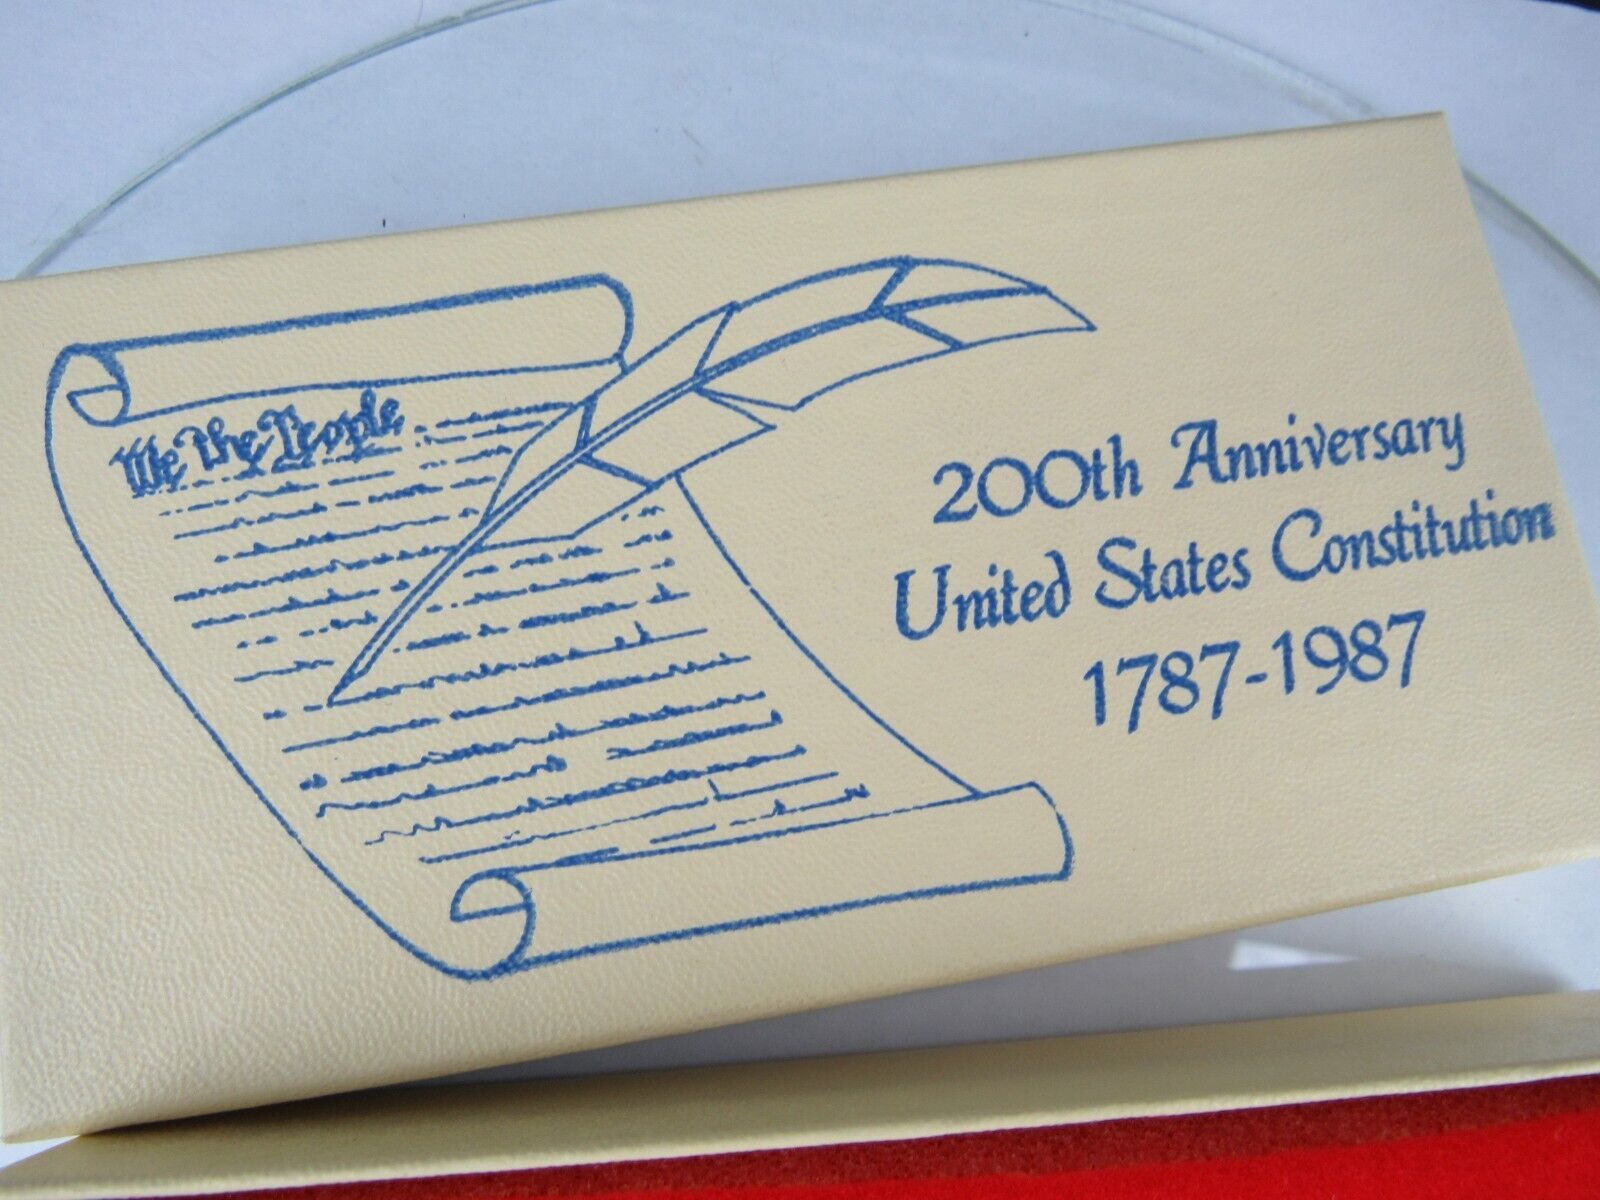 We The People
200th Anniversary
United States Constitution
1787-1987